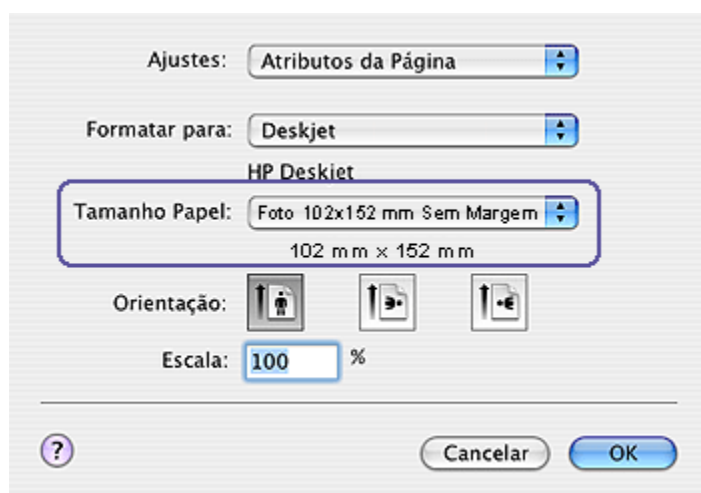 Ajustes: Atributos da Página
Formatar para: Deskjet
HP Deskjet
Tamanho Papel: Foto 102x152 mm Sem Margem
102 mm x 152 mm
Orientação:
Escala: 100 %
? Cancelar OK